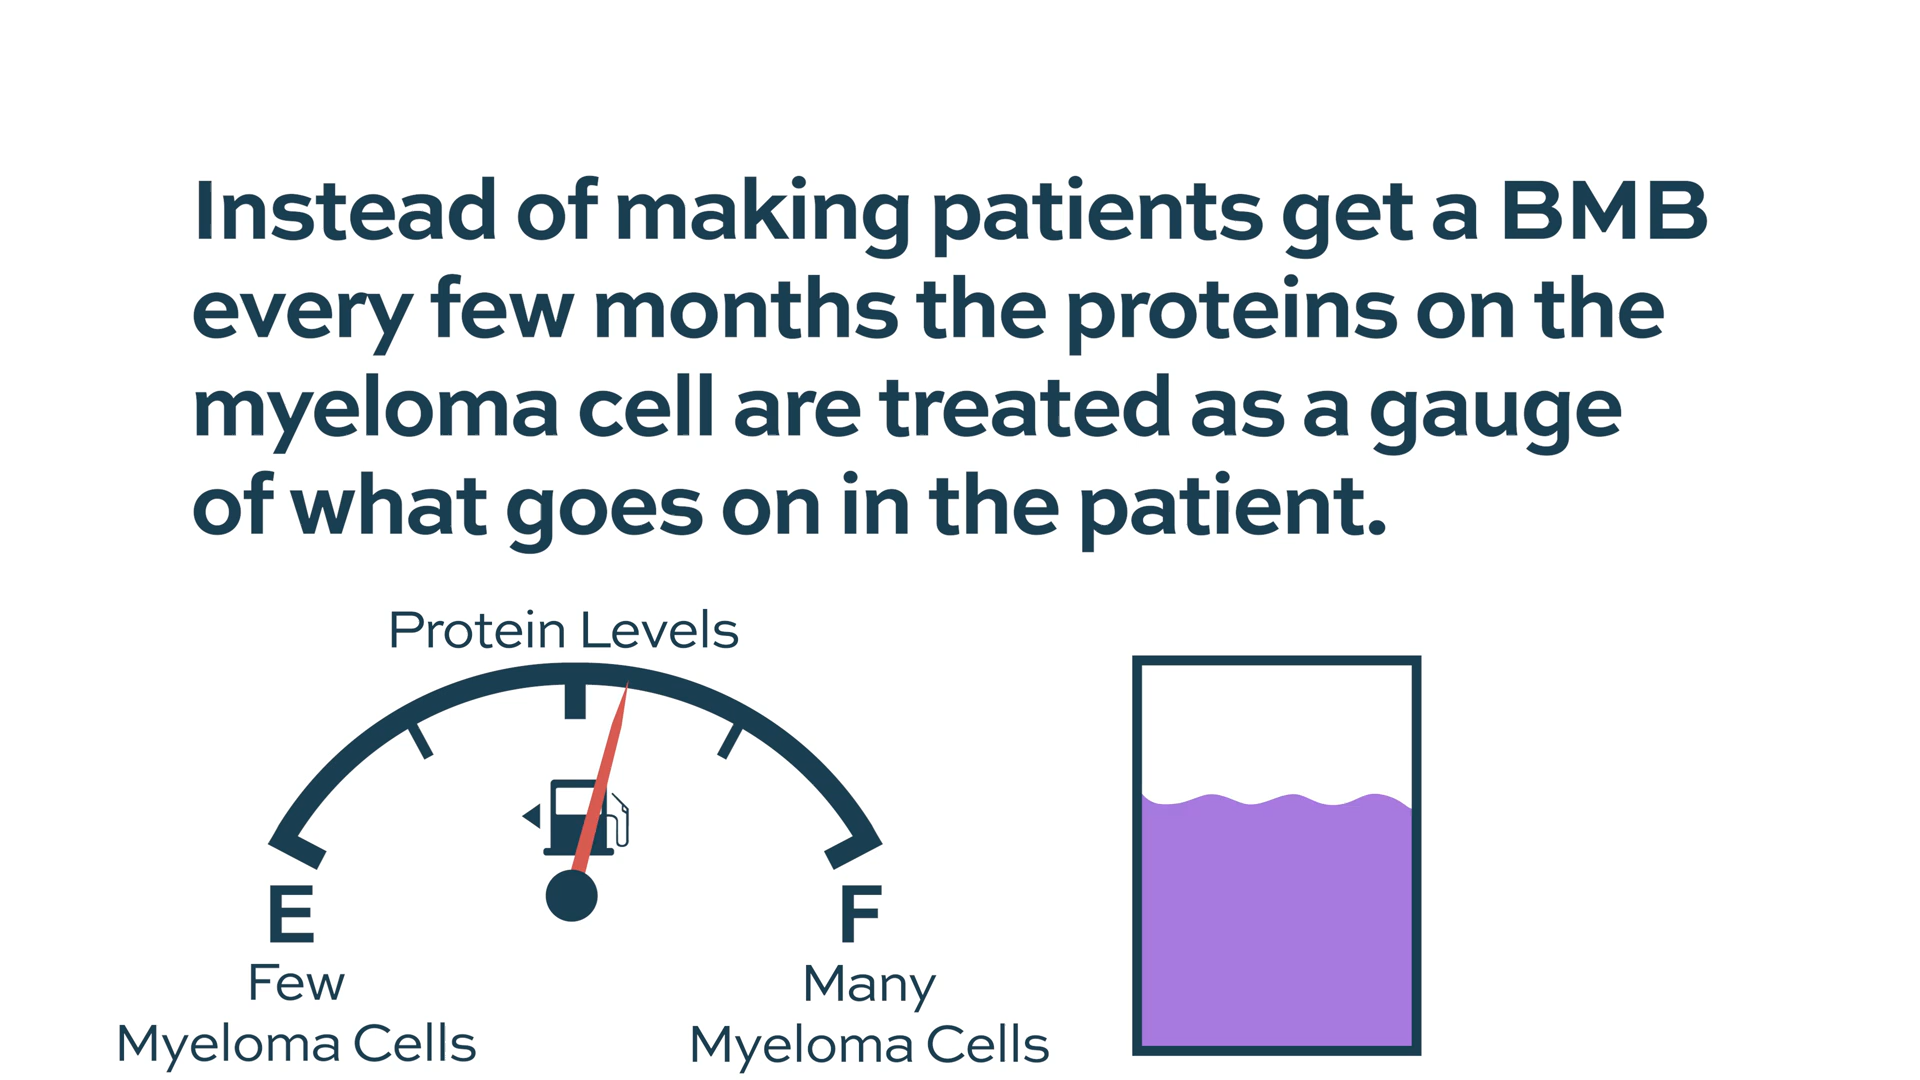 Instead of making patients get a BMB
every few months the proteins on the
myeloma cell are treated as a gauge
of what goes on in the patient.
Protein Levels
E
Few
Myeloma Cells
F
Many
Myeloma Cells